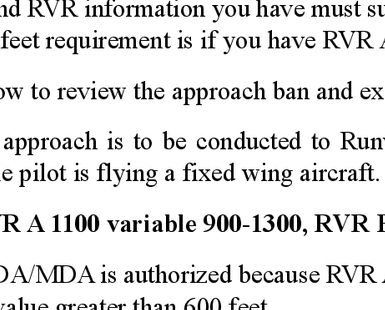 nd RVR information you have must su
feet requirement is if you have RVR A
ow to review the approach ban and ex
approach is to be conducted to Run
e pilot is flying a fixed wing aircraft.
R A 1100 variable 900-1300, RVR
DA/MDA is authorized because RVR
value greater than 600 feet